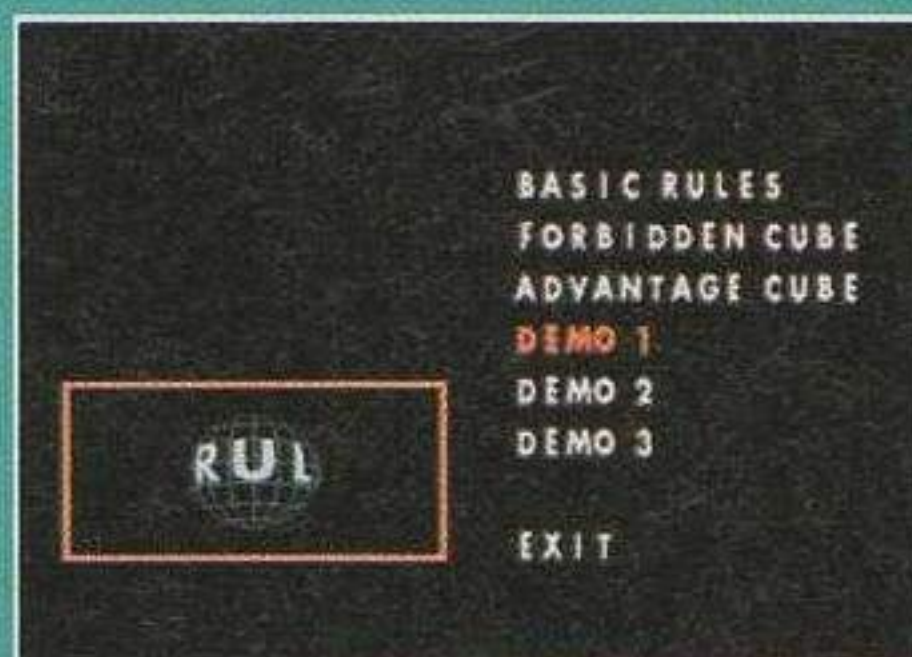 BASIC RULES
FORBIDDEN CUBE
ADVANTAGE CUBE
DEMO 1
DEMO 2
DEMO 3
RUL
EXIT